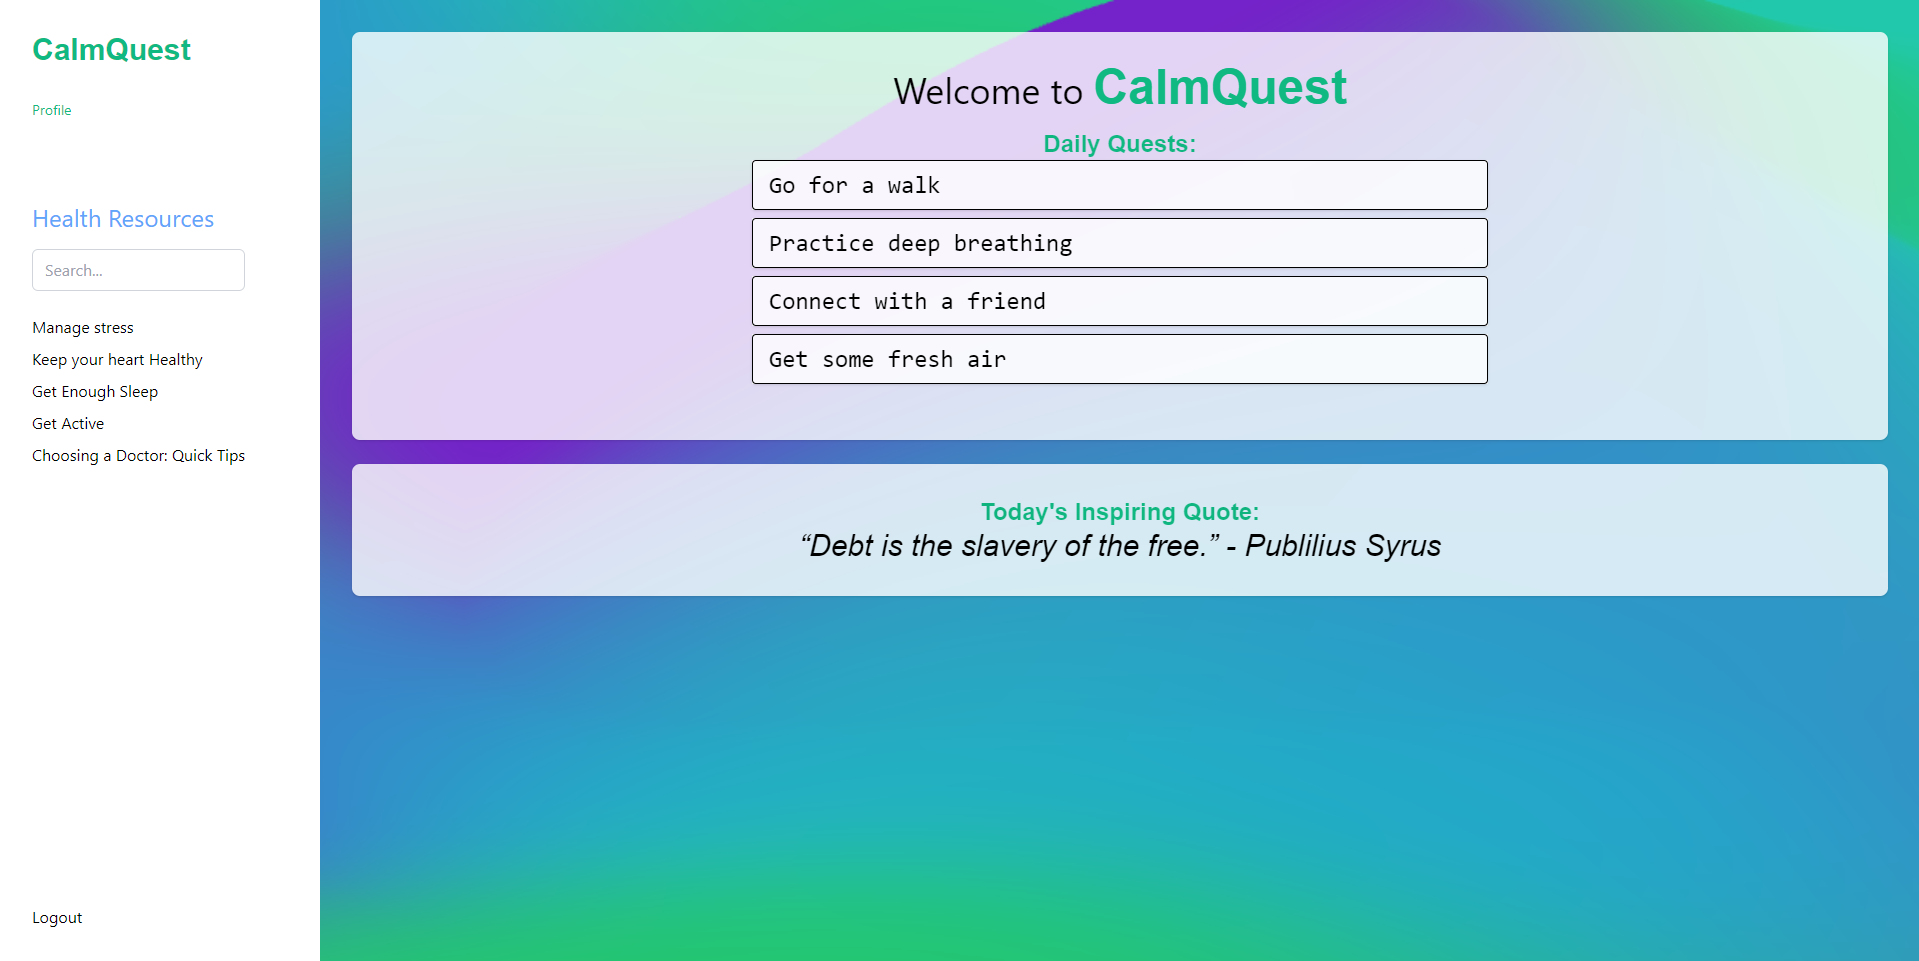 CalmQuest
Profile
Health Resources
Search...
Manage stress
Keep your heart Healthy
Get Enough Sleep
Get Active
Choosing a Doctor: Quick Tips
Logout
Welcome to CalmQuest
Daily Quests:
Go for a walk
Practice deep breathing
Connect with a friend
Get some fresh air
Today's Inspiring Quote:
“Debt is the slavery of the free.” - Publilius Syrus